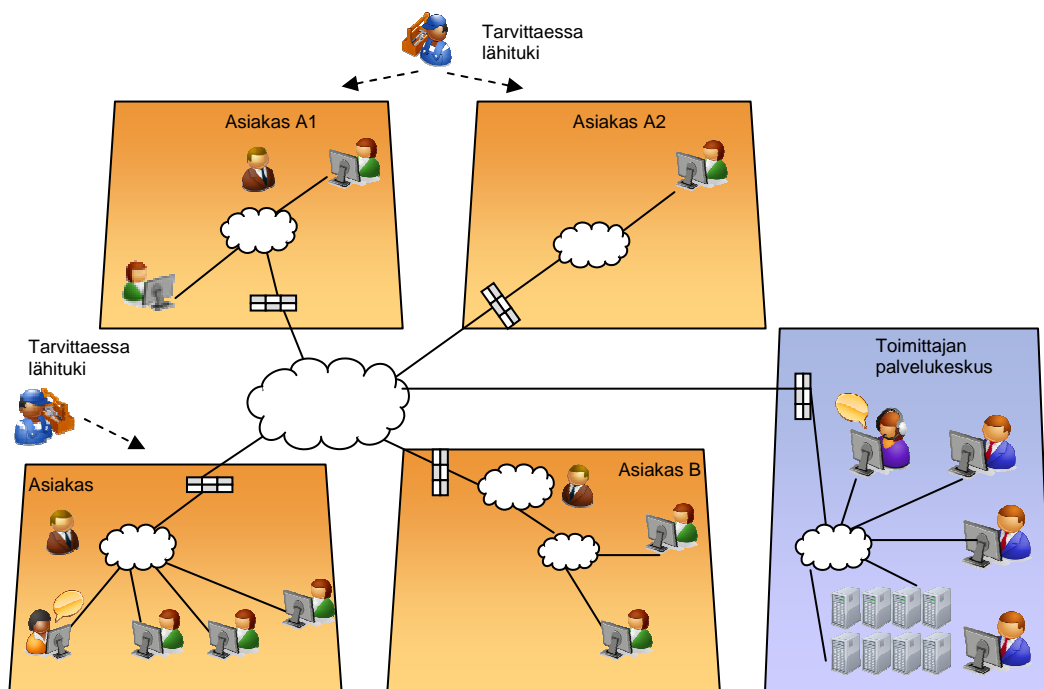 Tarvittaessa
lähituki
Asiakas A1
Asiakas A2
Tarvittaessa
lähituki
Toimittajan
palvelukeskus
Asiakas
Asiakas B